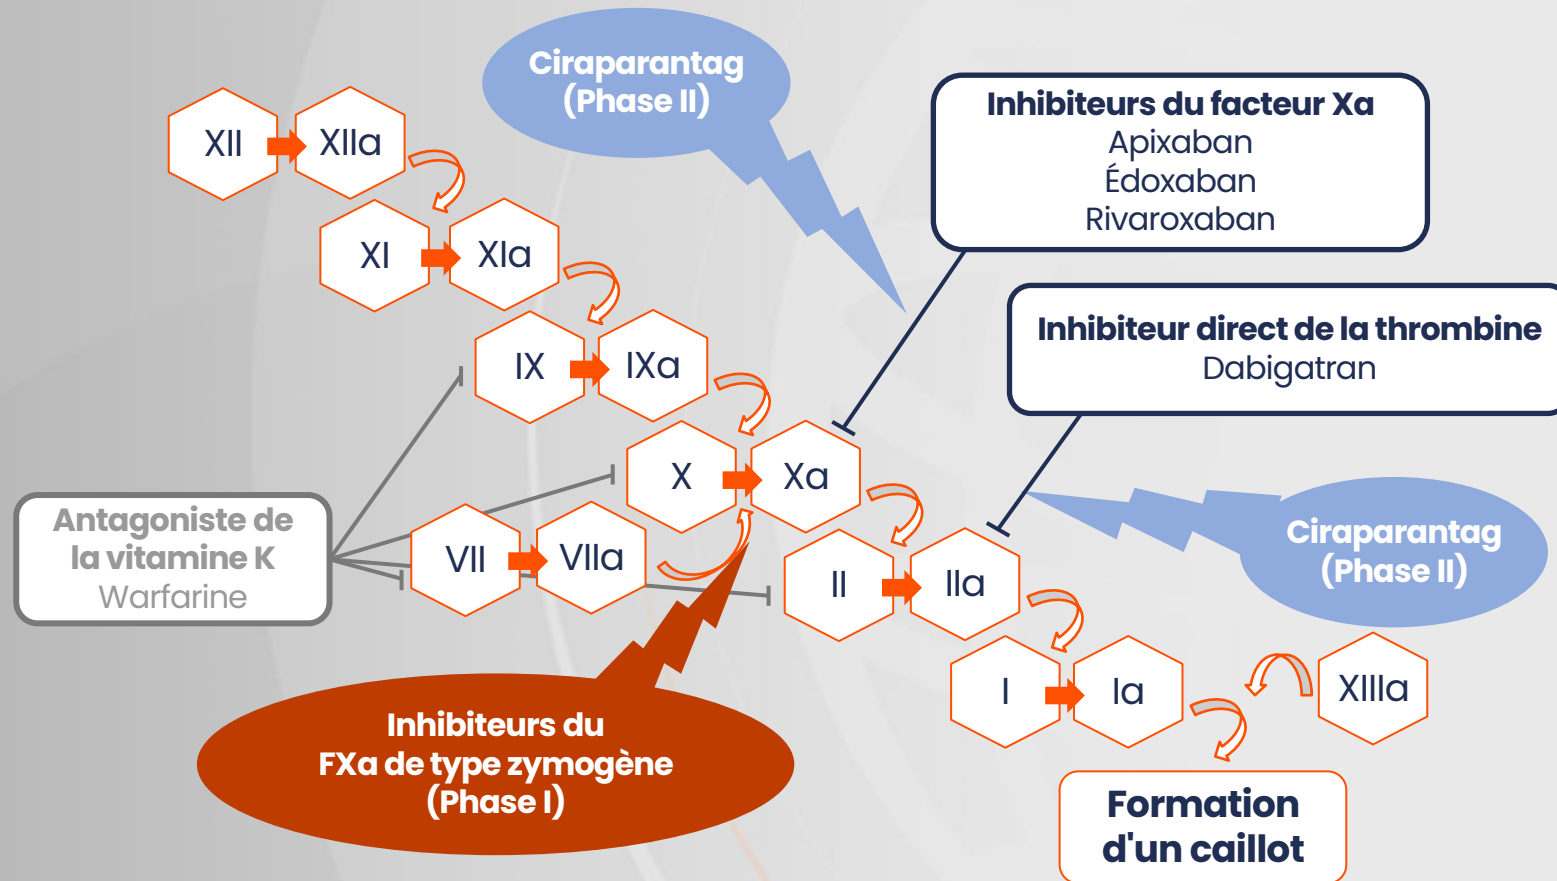 Ciraparantag
(Phase II)
Inhibiteurs du facteur Xa
Apixaban
Édoxaban
Rivaroxaban
XII
XIIa
XI
XIa
Inhibiteur direct de la thrombine
Dabigatran
IX
IXa
X
Xa
Antagoniste de
la vitamine K
Warfarine
VII
VIIa
II
IIa
Ciraparantag
(Phase II)
I
Ia
XIIIa
Inhibiteurs du
FXa de type zymogène
(Phase I)
Formation
d'un caillot